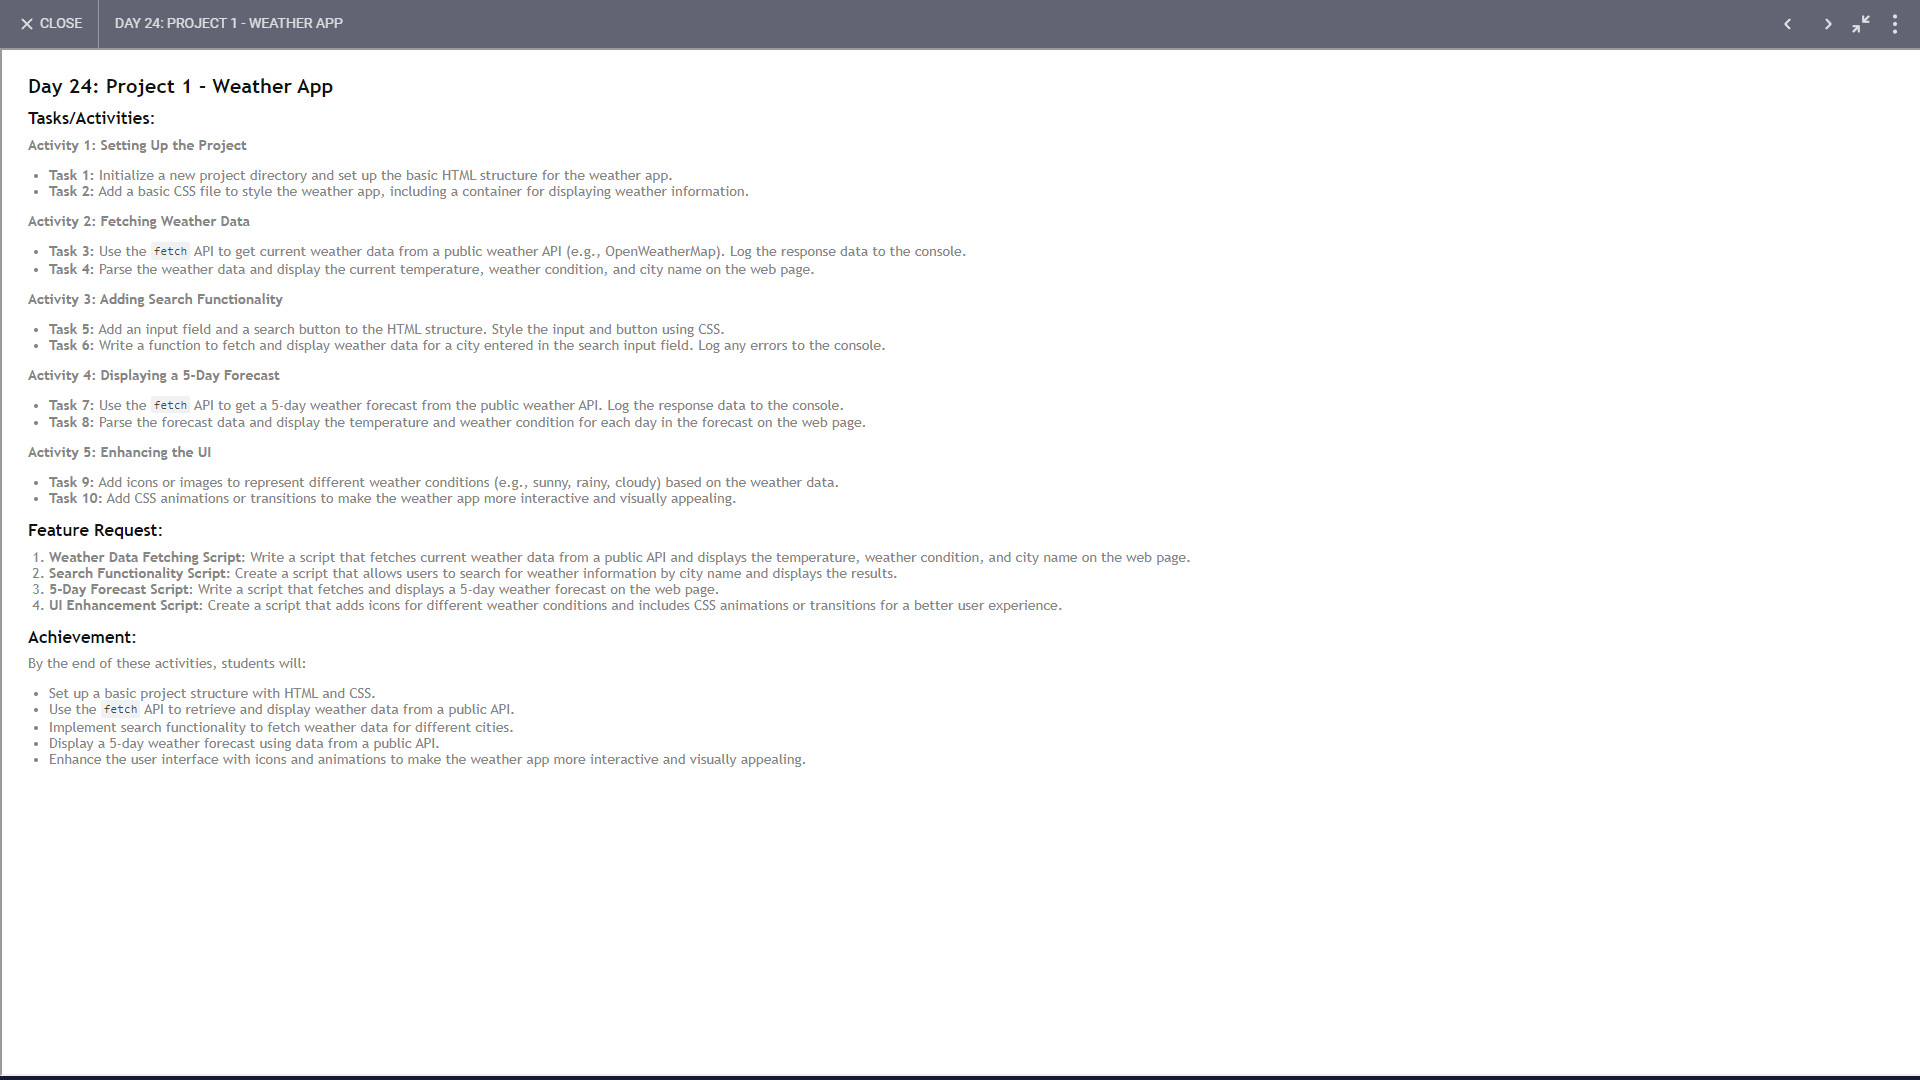 CLOSE
DAY 24: PROJECT 1 - WEATHER APP
Day 24: Project 1 - Weather App
Tasks/Activities:
Activity 1: Setting Up the Project
• Task 1: Initialize a new project directory and set up the basic HTML structure for the weather app.
• Task 2: Add a basic CSS file to style the weather app, including a container for displaying weather information.
Activity 2: Fetching Weather Data
• Task 3: Use the fetch API to get current weather data from a public weather API (e.g., OpenWeatherMap). Log the response data to the console.
• Task 4: Parse the weather data and display the current temperature, weather condition, and city name on the web page.
Activity 3: Adding Search Functionality
• Task 5: Add an input field and a search button to the HTML structure. Style the input and button using CSS.
• Task 6: Write a function to fetch and display weather data for a city entered in the search input field. Log any errors to the console.
Activity 4: Displaying a 5-Day Forecast
• Task 7: Use the fetch API to get a 5-day weather forecast from the public weather API. Log the response data to the console.
• Task 8: Parse the forecast data and display the temperature and weather condition for each day in the forecast on the web page.
Activity 5: Enhancing the UI
• Task 9: Add icons or images to represent different weather conditions (e.g., sunny, rainy, cloudy) based on the weather data.
• Task 10: Add CSS animations or transitions to make the weather app more interactive and visually appealing.
Feature Request:
1. Weather Data Fetching Script: Write a script that fetches current weather data from a public API and displays the temperature, weather condition, and city name on the web page.
2. Search Functionality Script: Create a script that allows users to search for weather information by city name and displays the results.
3. 5-Day Forecast Script: Write a script that fetches and displays a 5-day weather forecast on the web page.
4. UI Enhancement Script: Create a script that adds icons for different weather conditions and includes CSS animations or transitions for a better user experience.
Achievement:
By the end of these activities, students will:
• Set up a basic project structure with HTML and CSS.
• Use the fetch API to retrieve and display weather data from a public API.
• Implement search functionality to fetch weather data for different cities.
• Display a 5-day weather forecast using data from a public API.
• Enhance the user interface with icons and animations to make the weather app more interactive and visually appealing.